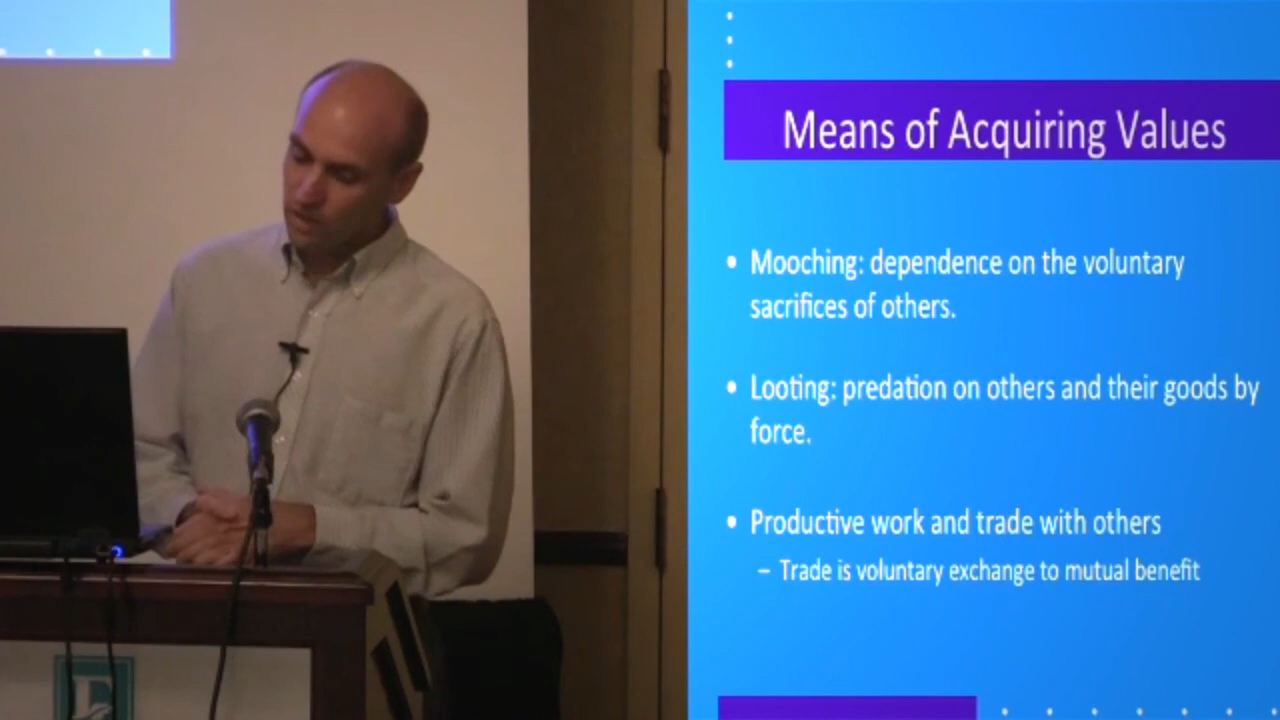 Means of Acquiring Values
• Mooching: dependence on the voluntary
sacrifices of others.
• Looting: predation on others and their goods by
force.
• Productive work and trade with others
– Trade is voluntary exchange to mutual benefit
E